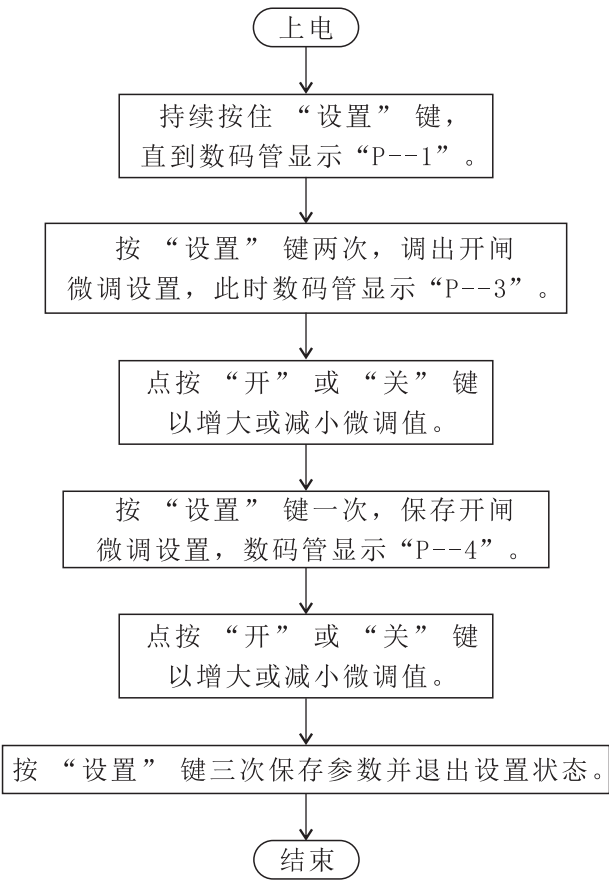 上电
持续按住 “设置” 键，
直到数码管显示“P--1”。
按 “设置” 键两次，调出开闸
微调设置，此时数码管显示“P--3”。
点按 “开” 或 “关” 键
以增大或减小微调值。
按 “设置” 键一次，保存开闸
微调设置，数码管显示“P--4”。
点按 “开” 或 “关” 键
以增大或减小微调值。
按 “设置” 键三次保存参数并退出设置状态。
结束